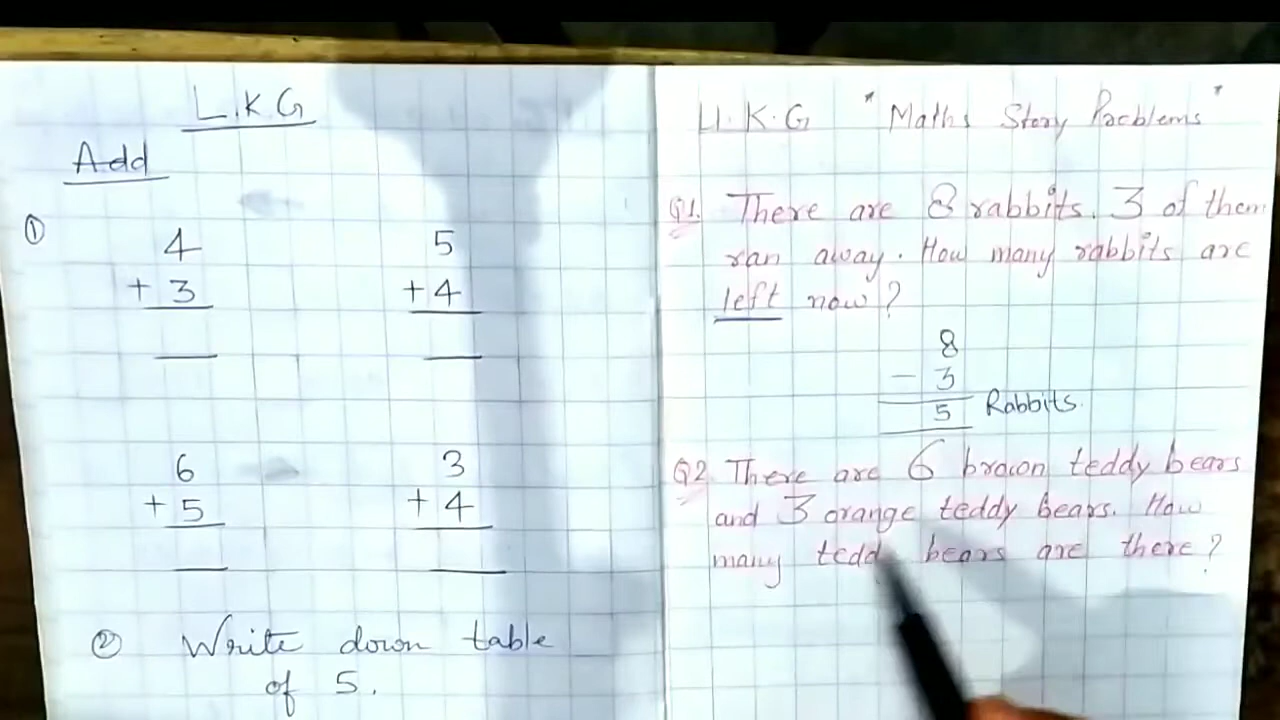 L.K.G
Add
① 4 5
+ 3 + 4
6 3
+ 5 + 4
② Write down table
of 5.
U.K.G "Maths Story Problems"
Q1. There are 8 rabbits. 3 of them
ran away. How many rabbits are
left now?
8
- 3
5 Rabbits.
Q2. There are 6 brown teddy bears
and 3 orange teddy bears. How
many teddy bears are there?